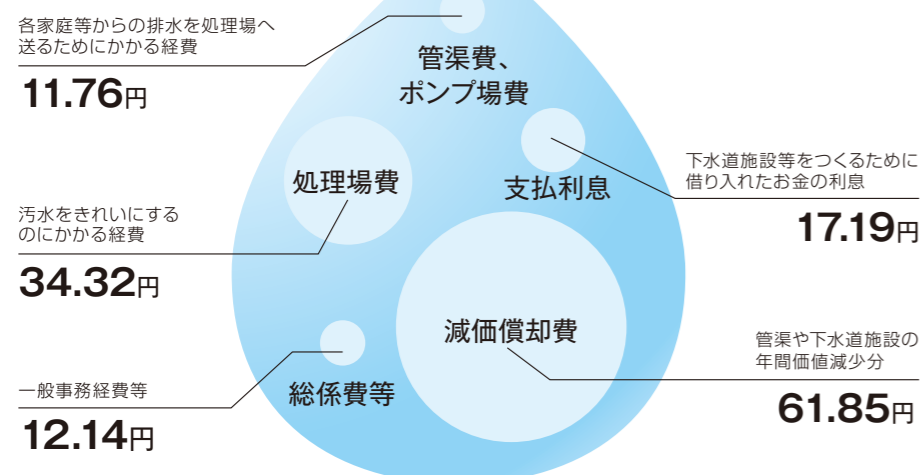 各家庭等からの排水を処理場へ
送るためにかかる経費
11.76円
管渠費、
ポンプ場費
処理場費
支払利息
下水道施設等をつくるために
借り入れたお金の利息
17.19円
汚水をきれいにする
のにかかる経費
34.32円
減価償却費
管渠や下水道施設の
年間価値減少分
61.85円
一般事務経費等
12.14円
総係費等